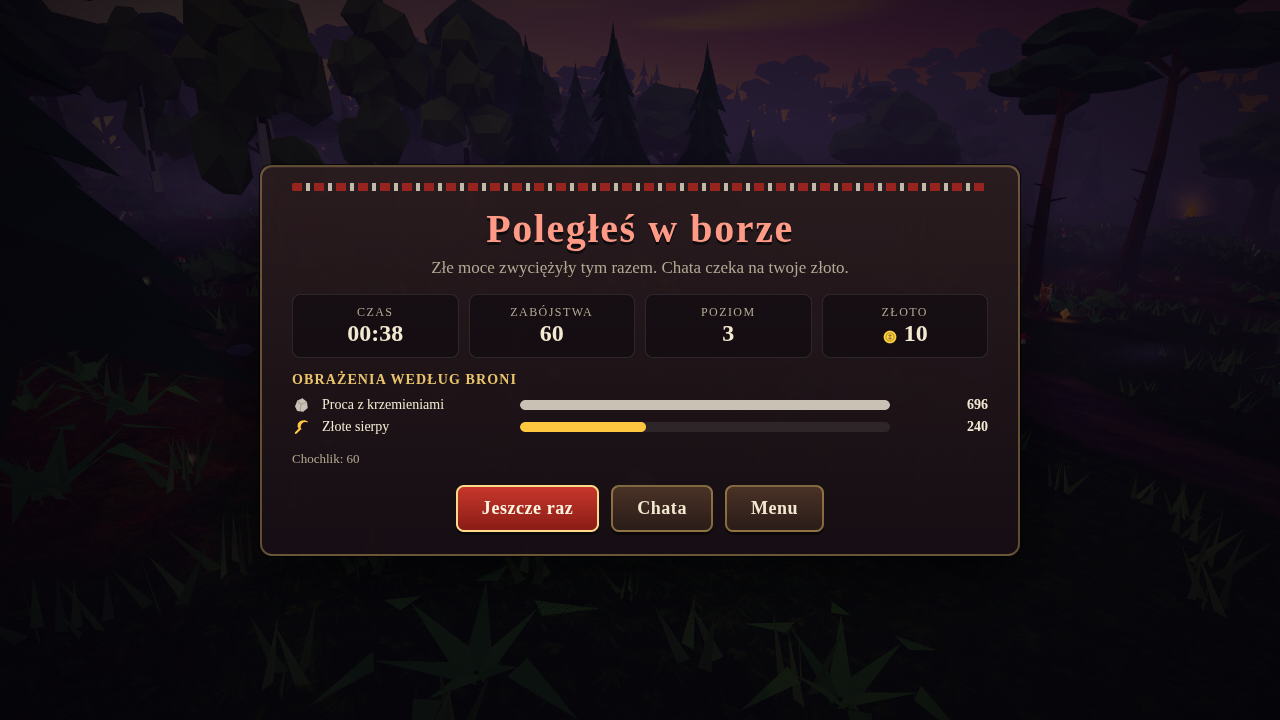 Poległeś w borze
Złe moce zwyciężyły tym razem. Chata czeka na twoje złoto.
CZAS
00:38
ZABÓJSTWA
60
POZIOM
3
ZŁOTO
10
OBRAŻENIA WEDŁUG BRONI
Proca z krzemieniami 696
Złote sierpy 240
Chochlik: 60
Jeszcze raz
Chata
Menu